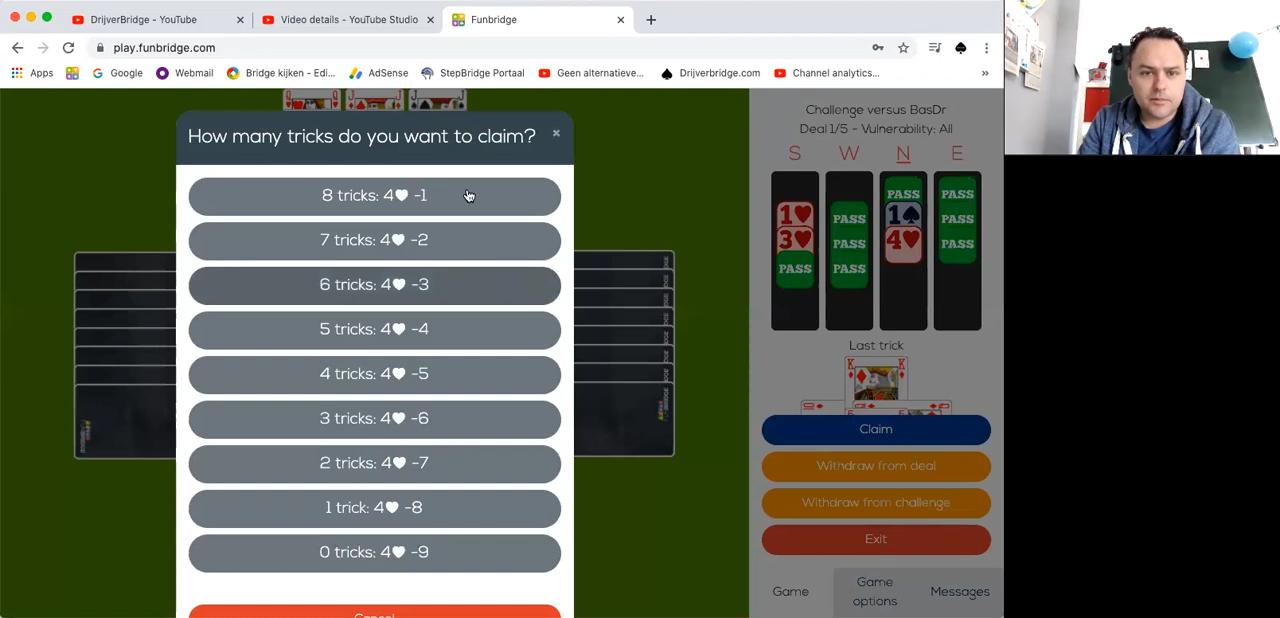 DrijverBridge - YouTube
Video details - YouTube Studio
Funbridge
play.funbridge.com
Apps
Google
Webmail
Bridge kijken - Edi...
AdSense
StepBridge Portaal
Geen alternatieve...
Drijverbridge.com
Channel analytics...
»
How many tricks do you want to claim?
8 tricks: 4♥ -1
7 tricks: 4♥ -2
6 tricks: 4♥ -3
5 tricks: 4♥ -4
4 tricks: 4♥ -5
3 tricks: 4♥ -6
2 tricks: 4♥ -7
1 trick: 4♥ -8
0 tricks: 4♥ -9
Cancel
Challenge versus BasDr
Deal 1/5 - Vulnerability: All
S W N E
PASS PASS
1♥ PASS 1♠ PASS
3♥ PASS 4♥ PASS
PASS PASS
Last trick
K K
Claim
Withdraw from deal
Withdraw from challenge
Exit
Game
Game options
Messages